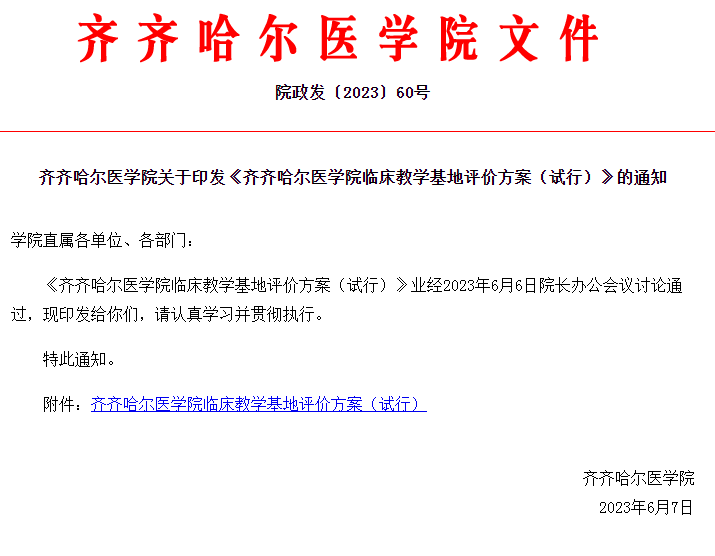 齐齐哈尔医学院文件
院政发〔2023〕60号
齐齐哈尔医学院关于印发《齐齐哈尔医学院临床教学基地评价方案（试行）》的通知
学院直属各单位、各部门：
《齐齐哈尔医学院临床教学基地评价方案（试行）》业经2023年6月6日院长办公会议讨论通
过，现印发给你们，请认真学习并贯彻执行。
特此通知。
附件：齐齐哈尔医学院临床教学基地评价方案（试行）
齐齐哈尔医学院
2023年6月7日